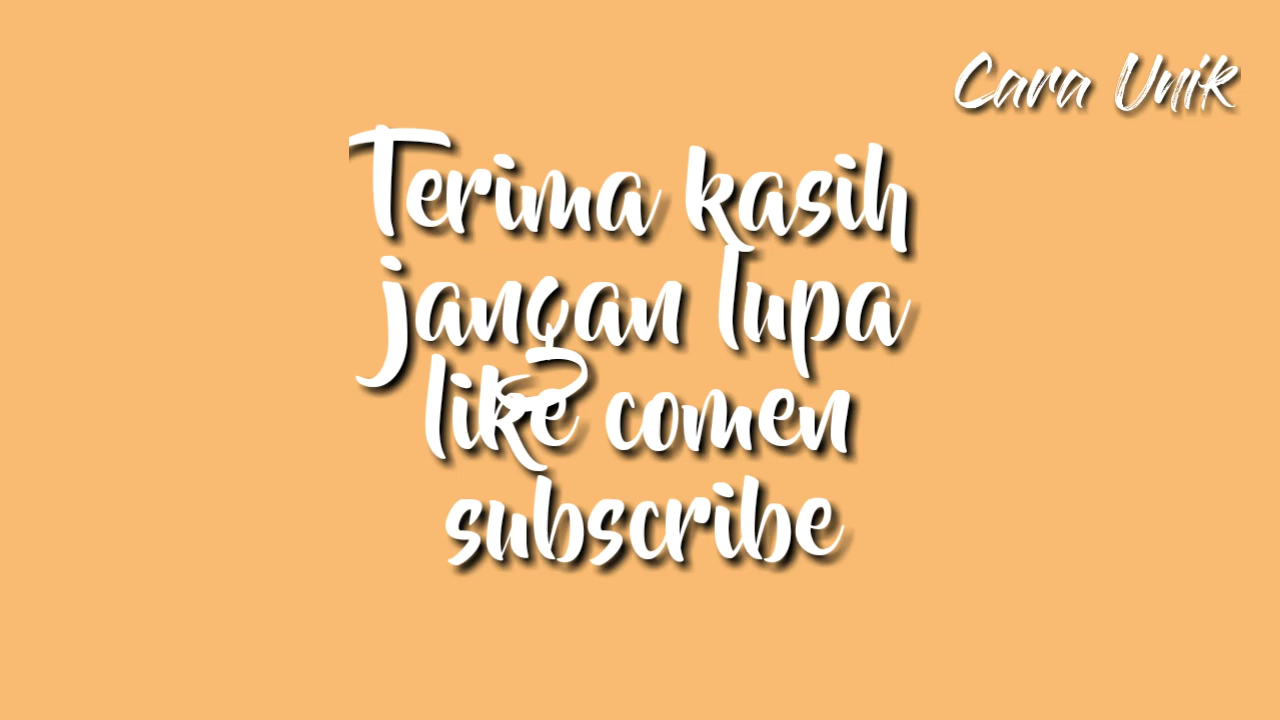 Cara Unik
Terima kasih
jangan lupa
like comen
subscribe